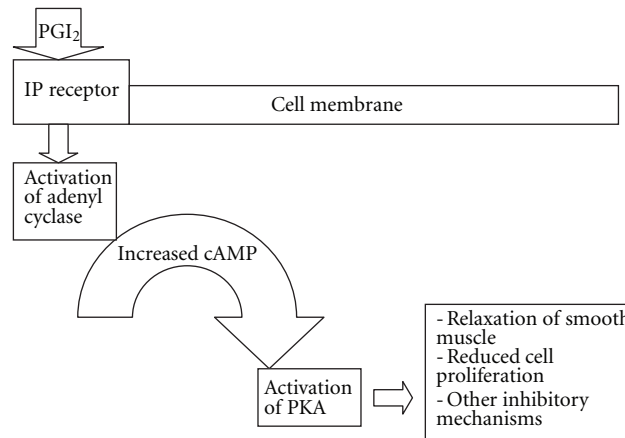 PGI₂
IP receptor
Cell membrane
Activation
of adenyl
cyclase
Increased cAMP
Activation
of PKA
- Relaxation of smooth
muscle
- Reduced cell
proliferation
- Other inhibitory
mechanisms